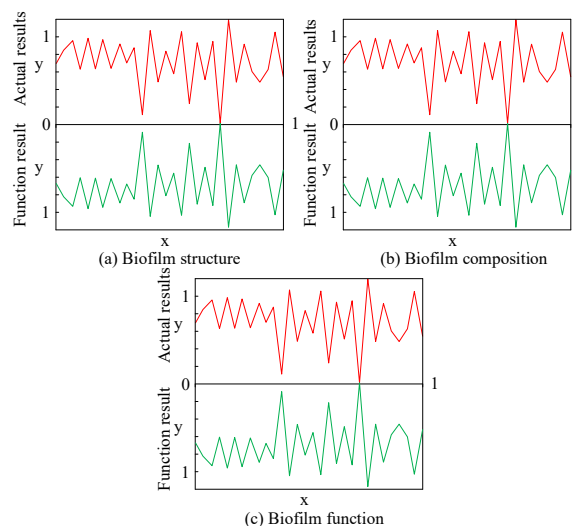 1
y
Actual results
0
1
Function result
y
1
x
(a) Biofilm structure
1
y
Actual results
0
Function result
y
1
x
(b) Biofilm composition
1
y
Actual results
0
1
Function result
y
1
x
(c) Biofilm function